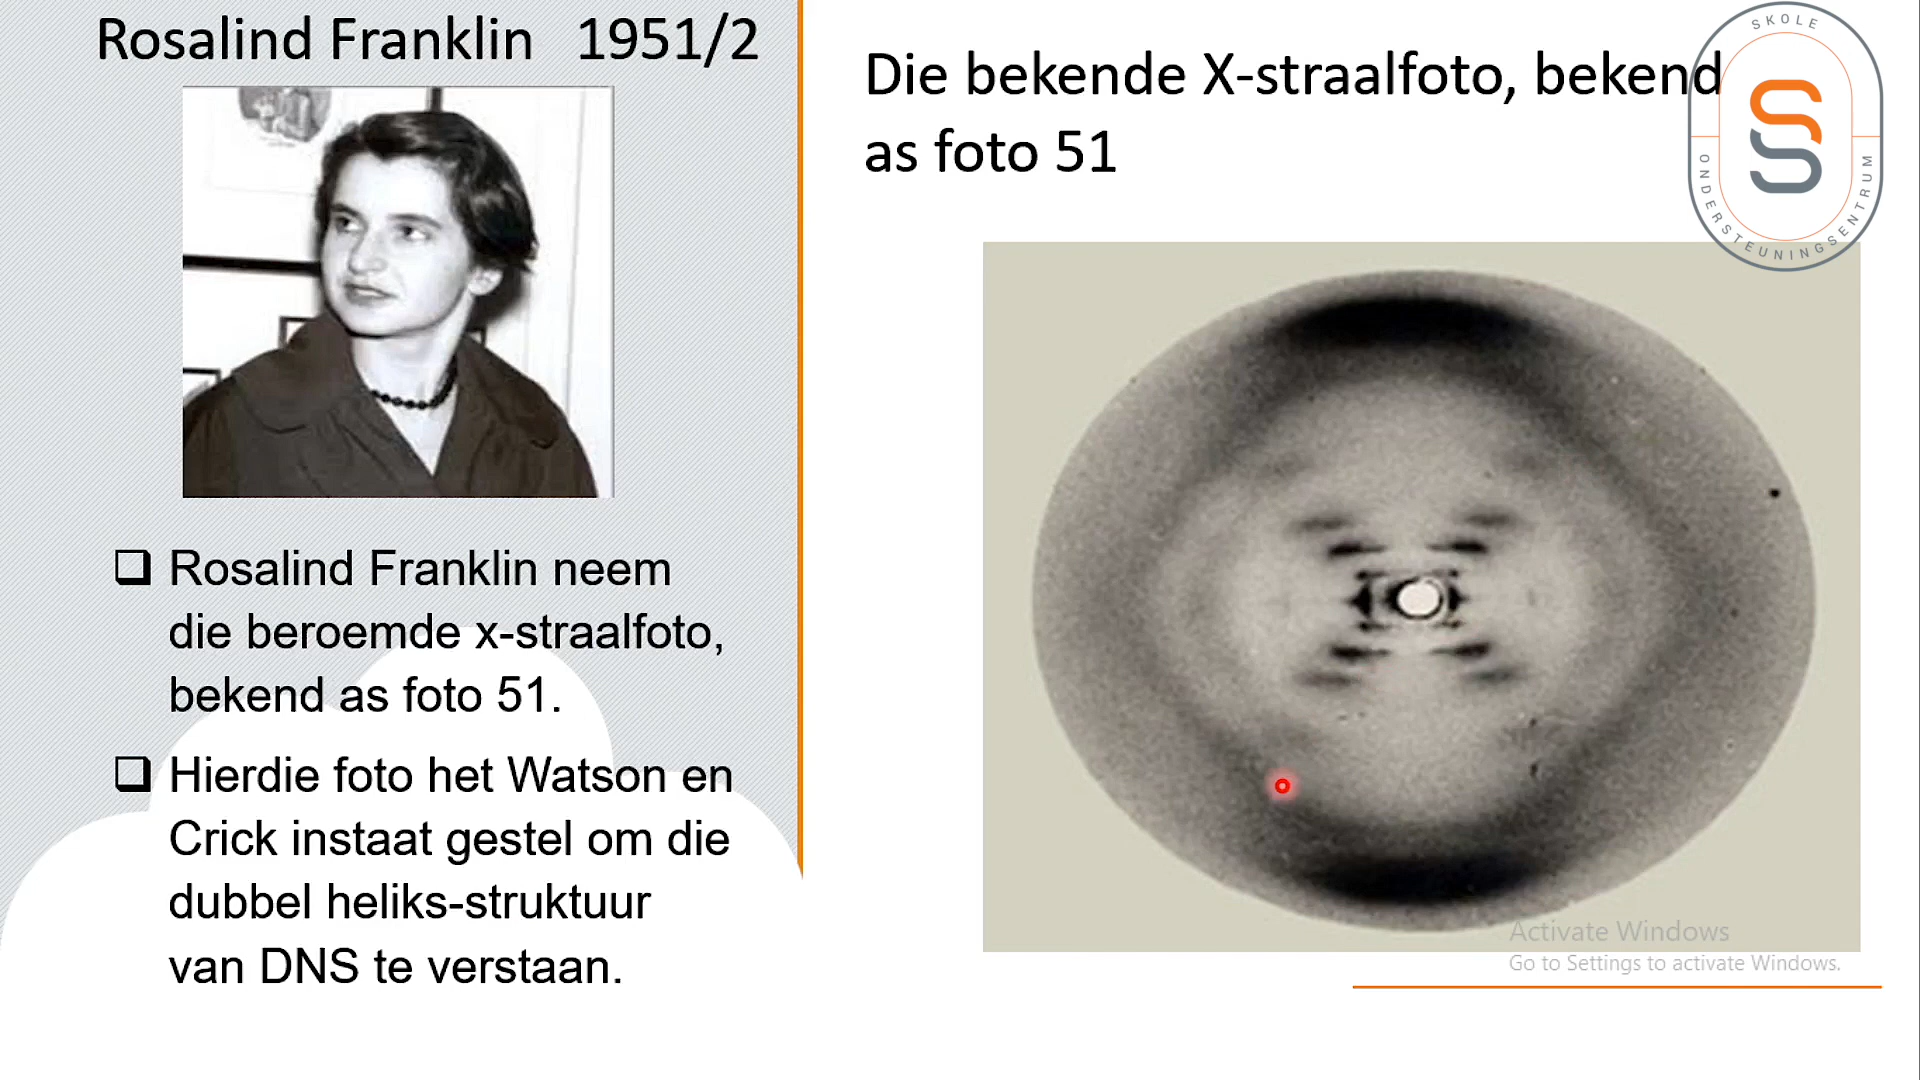 Rosalind Franklin 1951/2
Rosalind Franklin neem
die beroemde x-straalfoto,
bekend as foto 51.
Hierdie foto het Watson en
Crick instaat gestel om die
dubbel heliks-struktuur
van DNS te verstaan.
Die bekende X-straalfoto, bekend
as foto 51
SKOLE
ONDERSTEUNINGSENTRUM
Activate Windows
Go to Settings to activate Windows.